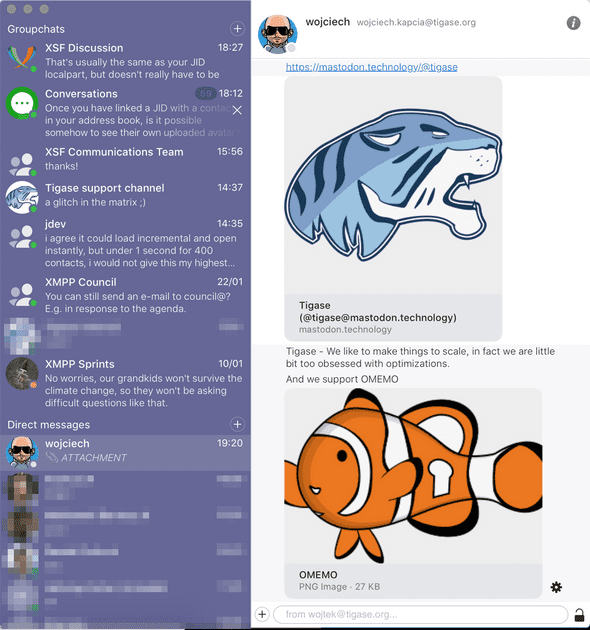 Groupchats
XSF Discussion 18:27
That's usually the same as your JID
localpart, but doesn't really have to be
Conversations 59 18:12
Once you have linked a JID with a contac
in your address book, is it possible
somehow to see their own uploaded avatar
XSF Communications Team 15:56
thanks!
Tigase support channel 14:37
a glitch in the matrix ;)
jdev 14:35
i agree it could load incremental and open
instantly, but under 1 second for 400
contacts, i would not give this my highest...
XMPP Council 22/01
You can still send an e-mail to council@?
E.g. in response to the agenda.
XMPP Sprints 10/01
No worries, our grandkids won't survive the
climate change, so they won't be asking
difficult questions like that.
Direct messages
wojciech 19:20
ATTACHMENT
wojciech wojciech.kapcia@tigase.org
https://mastodon.technology/@tigase
Tigase
(@tigase@mastodon.technology)
mastodon.technology
Tigase - We like to make things to scale, in fact we are little
bit too obsessed with optimizations.
And we support OMEMO
OMEMO
PNG Image - 27 KB
from wojtek@tigase.org...